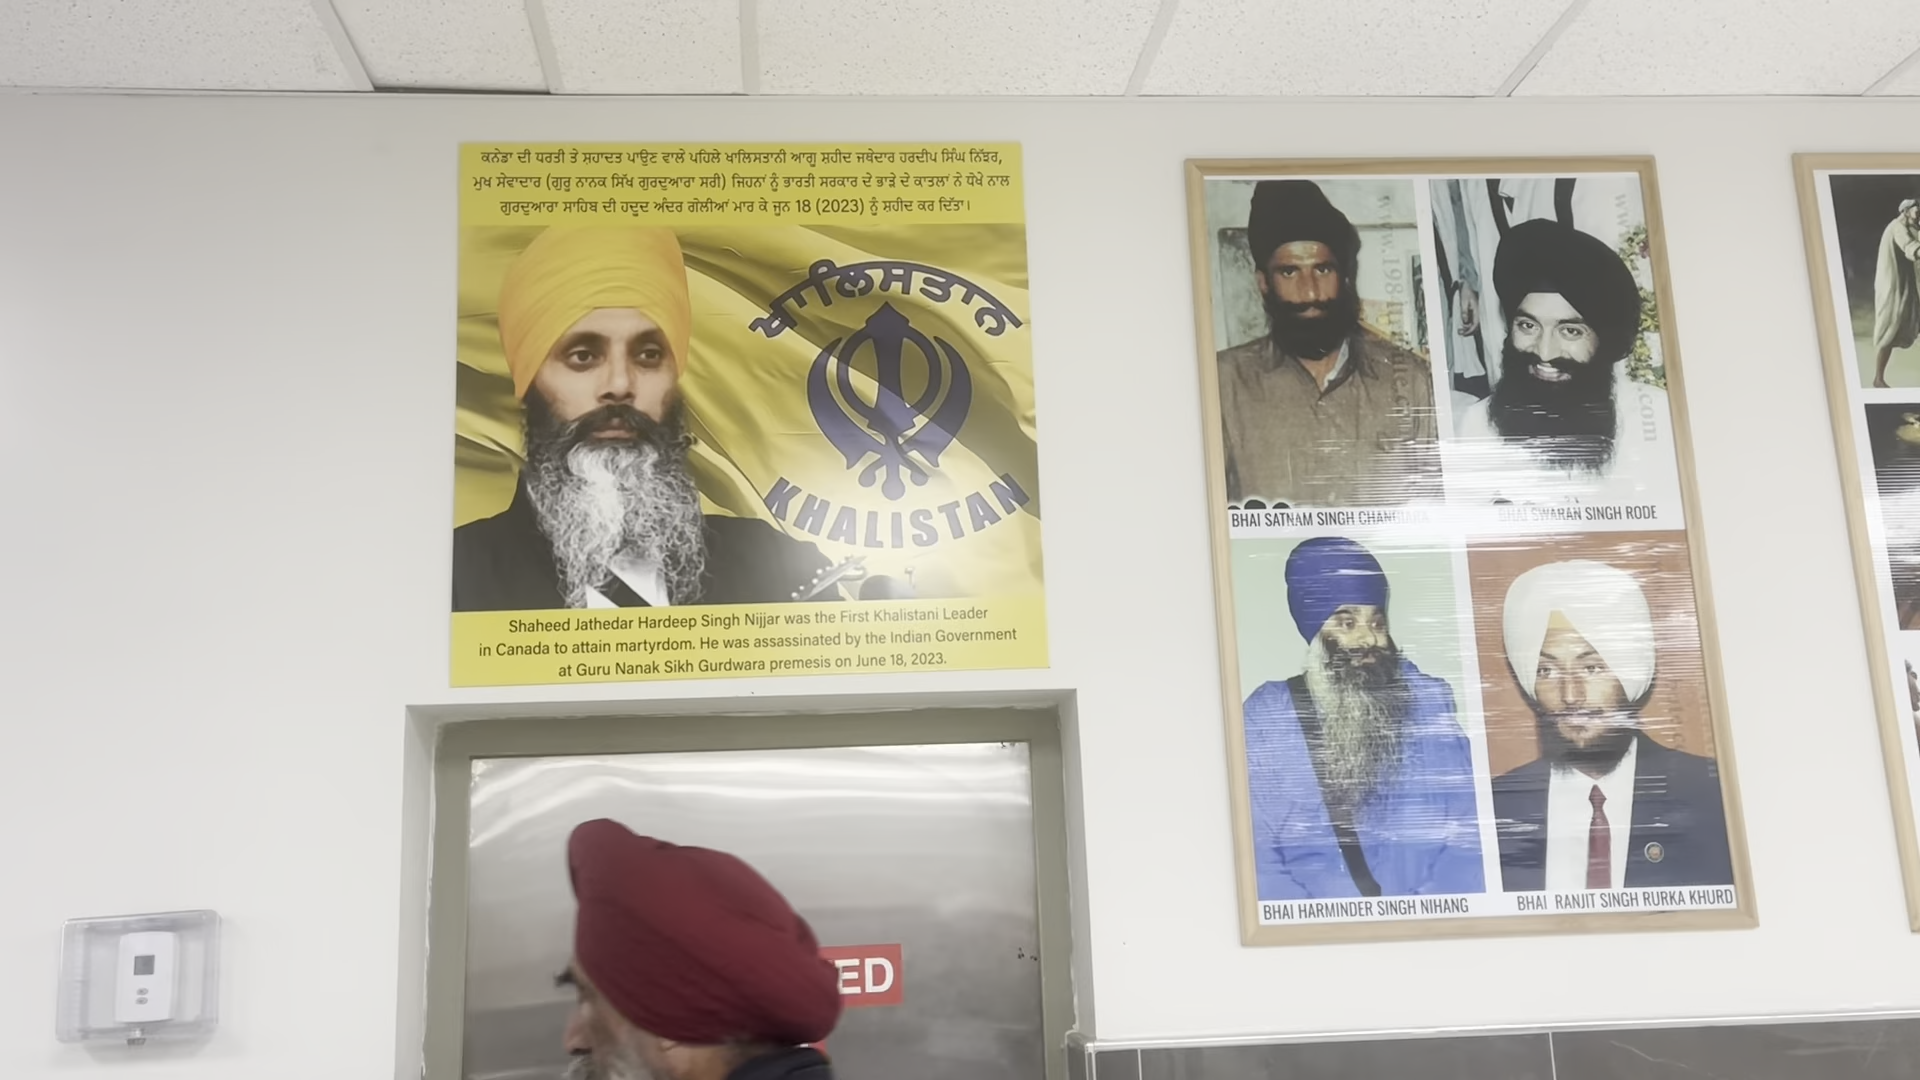 ਕਨੇਡਾ ਦੀ ਧਰਤੀ ਤੇ ਸ਼ਹਾਦਤ ਪਾਉਣ ਵਾਲੇ ਪਹਿਲੇ ਖਾਲਿਸਤਾਨੀ ਆਗੂ ਸ਼ਹੀਦ ਜਥੇਦਾਰ ਹਰਦੀਪ ਸਿੰਘ ਨਿੱਝਰ,
ਮੁਖ ਸੇਵਾਦਾਰ (ਗੁਰੂ ਨਾਨਕ ਸਿੱਖ ਗੁਰਦੁਆਰਾ ਸਰੀ) ਜਿਹਨਾਂ ਨੂੰ ਭਾਰਤੀ ਸਰਕਾਰ ਦੇ ਭਾੜੇ ਦੇ ਕਾਤਲਾਂ ਨੇ ਧੋਖੇ ਨਾਲ
ਗੁਰਦੁਆਰਾ ਸਾਹਿਬ ਦੀ ਹਦੂਦ ਅੰਦਰ ਗੋਲੀਆਂ ਮਾਰ ਕੇ ਜੂਨ 18 (2023) ਨੂੰ ਸ਼ਹੀਦ ਕਰ ਦਿੱਤਾ।
ਖਾਲਿਸਤਾਨ
KHALISTAN
Shaheed Jathedar Hardeep Singh Nijjar was the First Khalistani Leader
in Canada to attain martyrdom. He was assassinated by the Indian Government
at Guru Nanak Sikh Gurdwara premesis on June 18, 2023.
BHAI SATNAM SINGH
BHAI SWARAN SINGH RODE
BHAI HARMINDER SINGH NIHANG
BHAI RANJIT SINGH RURKA KHURD